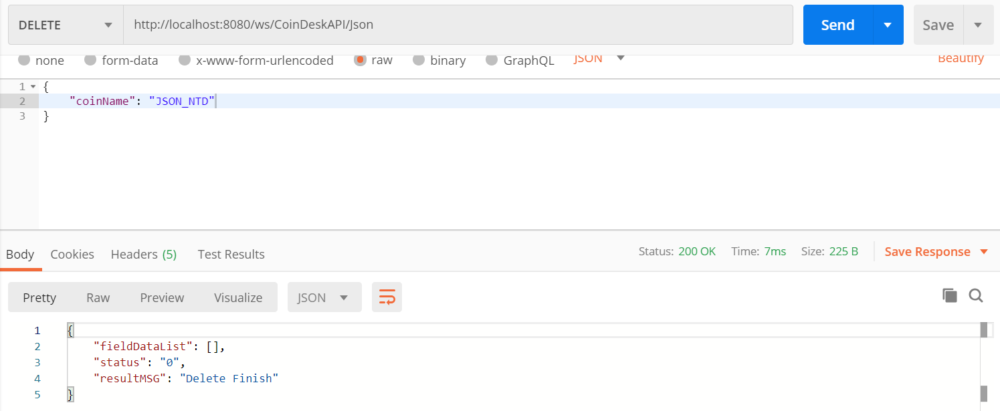 DELETE http://localhost:8080/ws/CoinDeskAPI/Json Send Save
none form-data x-www-form-urlencoded raw binary GraphQL JSON Beautify
1 {
2 "coinName": "JSON_NTD"
3 }
Body Cookies Headers (5) Test Results Status: 200 OK Time: 7ms Size: 225 B Save Response
Pretty Raw Preview Visualize JSON
1 {
2 "fieldDataList": [],
3 "status": "0",
4 "resultMSG": "Delete Finish"
5 }